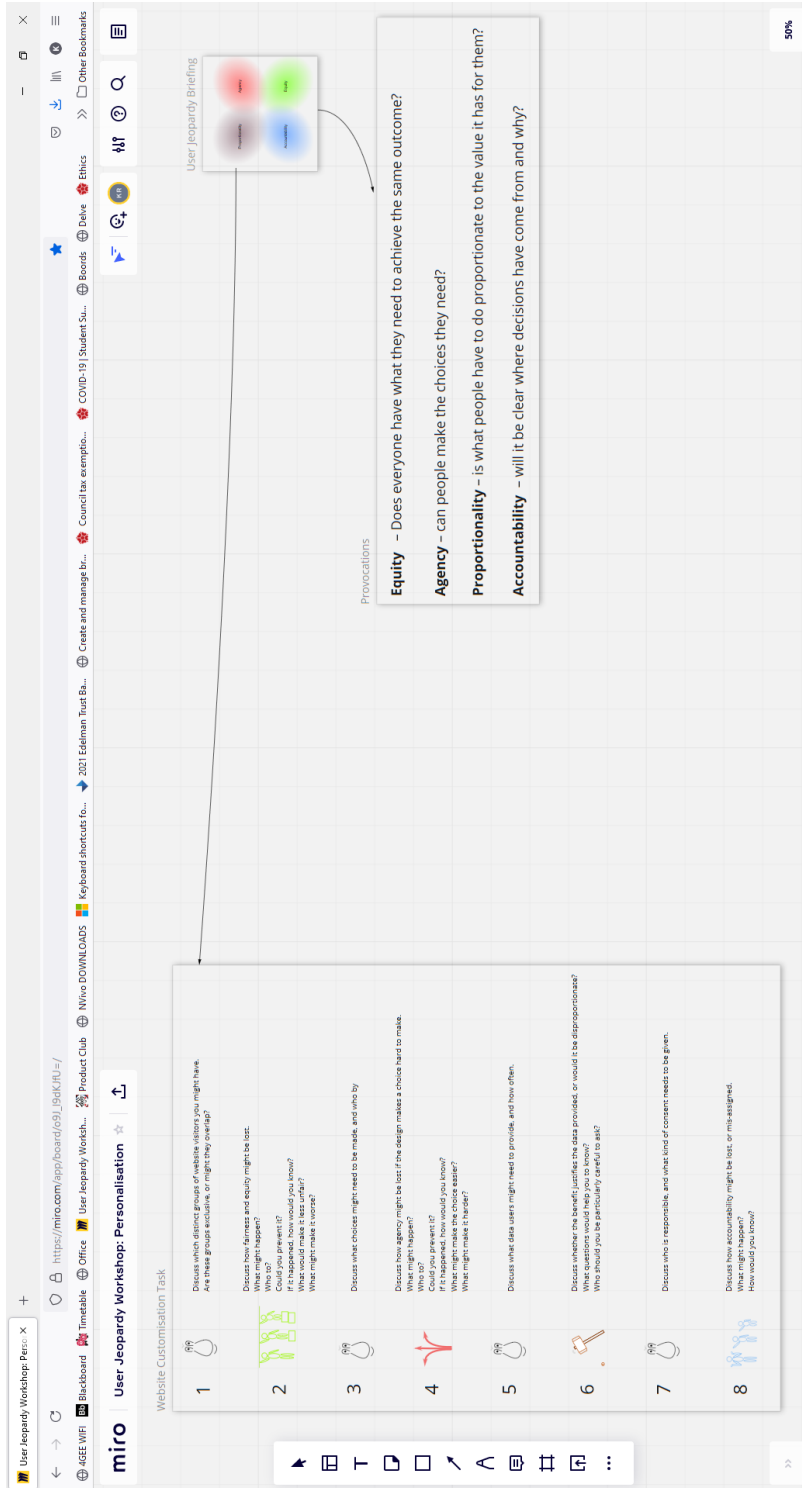 User Jeopardy Workshop: Perso
https://miro.com/app/board/o9J_l9dKJfU=/
4GEE WIFI
Blackboard
Timetable
Office
User Jeopardy Worksh...
Product Club
NVivo DOWNLOADS
Keyboard shortcuts fo...
2021 Edelman Trust Ba...
Create and manage br...
Council tax exemptio...
COVID-19 | Student Su...
Boords
Delve
Ethics
Other Bookmarks
miro
User Jeopardy Workshop: Personalisation
KR
Website Customisation Task
1
Discuss which distinct groups of website visitors you might have.
Are these groups exclusive, or might they overlap?
2
Discuss how fairness and equity might be lost.
What might happen?
Who to?
Could you prevent it?
If it happened, how would you know?
What would make it less unfair?
What might make it worse?
3
Discuss what choices might need to be made, and who by
4
Discuss how agency might be lost if the design makes a choice hard to make.
What might happen?
Who to?
Could you prevent it?
If it happened, how would you know?
What might make the choice easier?
What might make it harder?
5
Discuss what data users might need to provide, and how often.
6
Discuss whether the benefit justifies the data provided, or would it be disproportionate?
What questions would help you to know?
Who should you be particularly careful to ask?
7
Discuss who is responsible, and what kind of consent needs to be given.
8
Discuss how accountability might be lost, or mis-assigned.
What might happen?
How would you know?
User Jeopardy Briefing
Proportionality
Agency
Accountability
Equity
Provocations
Equity – Does everyone have what they need to achieve the same outcome?
Agency – can people make the choices they need?
Proportionality – is what people have to do proportionate to the value it has for them?
Accountability – will it be clear where decisions have come from and why?
50%